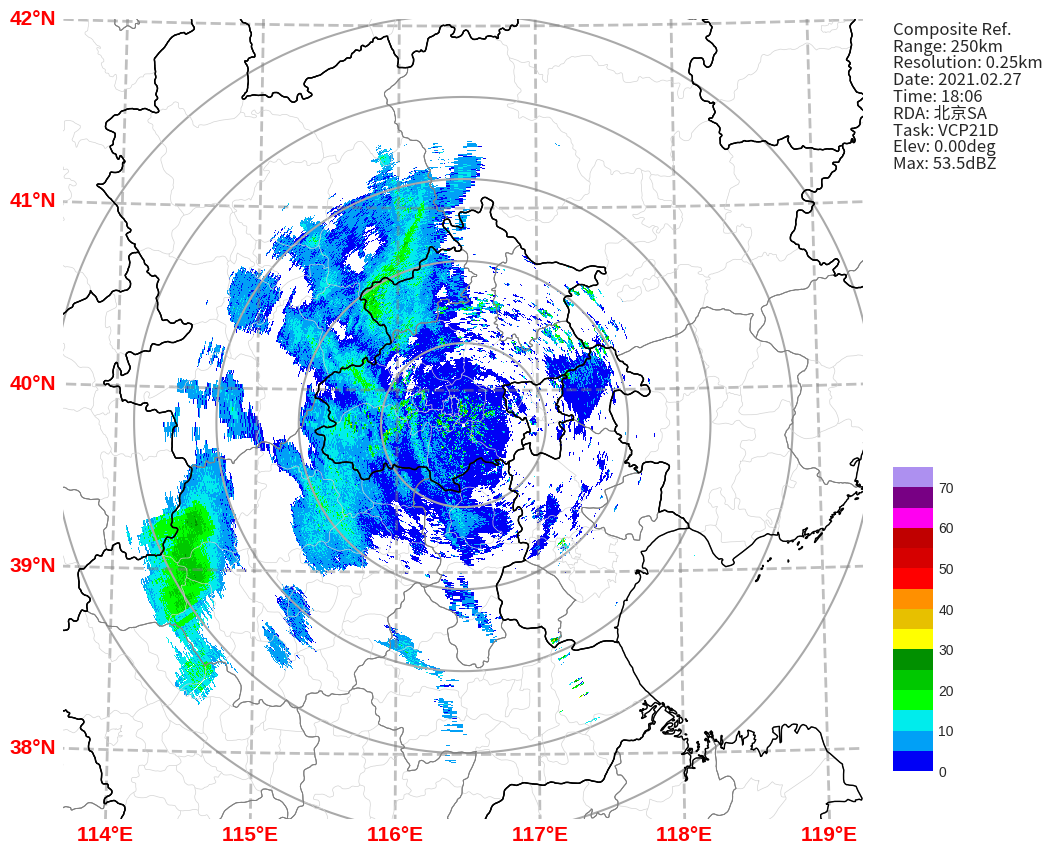 42°N
41°N
40°N
39°N
38°N
114°E
115°E
116°E
117°E
118°E
119°E
Composite Ref.
Range: 250km
Resolution: 0.25km
Date: 2021.02.27
Time: 18:06
RDA: 北京SA
Task: VCP21D
Elev: 0.00deg
Max: 53.5dBZ
70
60
50
40
30
20
10
0